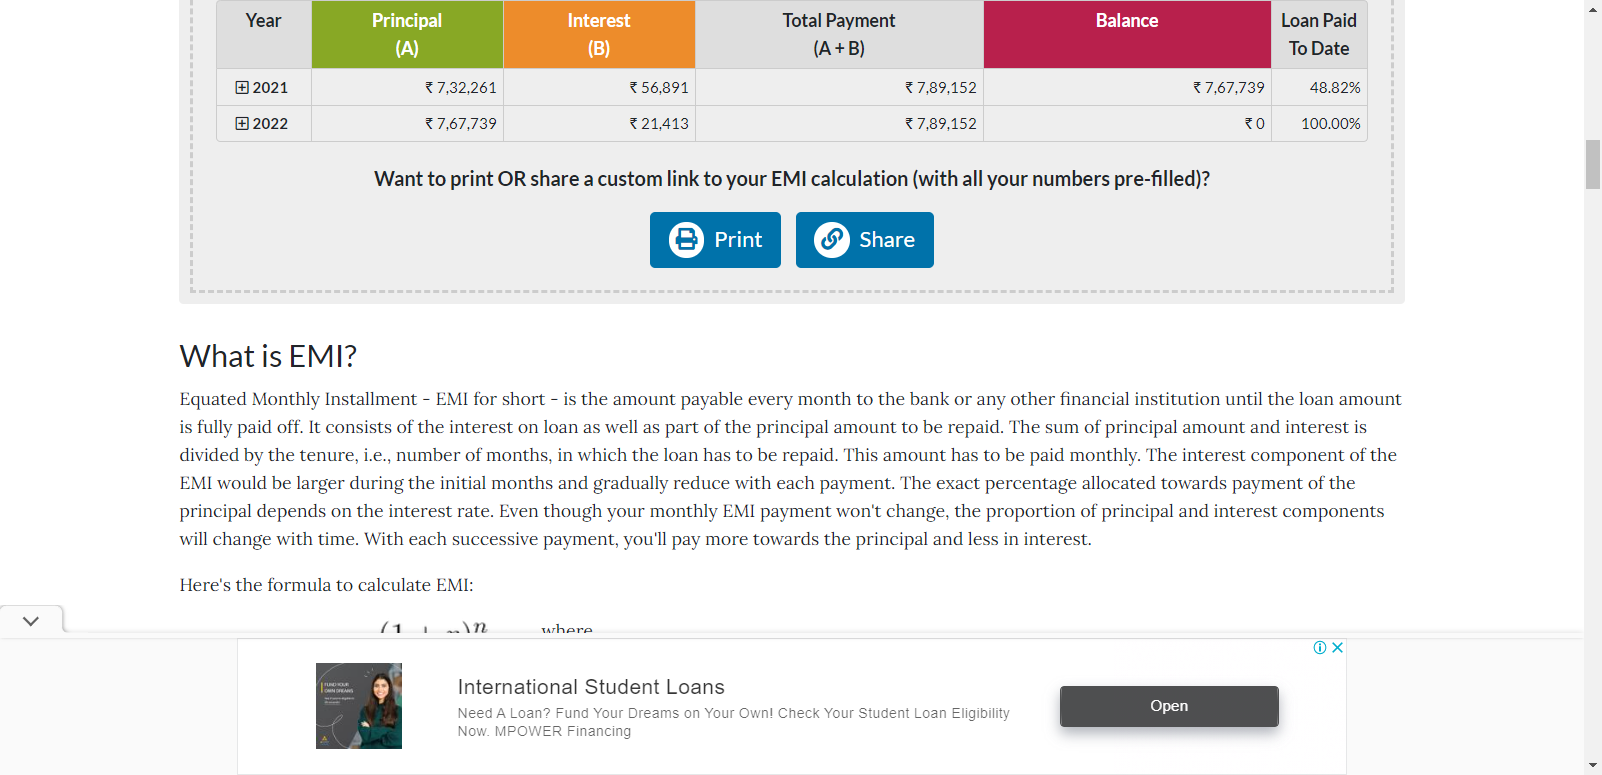 Year Principal Interest Total Payment Balance Loan Paid
(A) (B) (A + B) To Date
2021 ₹ 7,32,261 ₹ 56,891 ₹ 7,89,152 ₹ 7,67,739 48.82%
2022 ₹ 7,67,739 ₹ 21,413 ₹ 7,89,152 ₹ 0 100.00%
Want to print OR share a custom link to your EMI calculation (with all your numbers pre-filled)?
Print Share
What is EMI?
Equated Monthly Installment - EMI for short - is the amount payable every month to the bank or any other financial institution until the loan amount
is fully paid off. It consists of the interest on loan as well as part of the principal amount to be repaid. The sum of principal amount and interest is
divided by the tenure, i.e., number of months, in which the loan has to be repaid. This amount has to be paid monthly. The interest component of the
EMI would be larger during the initial months and gradually reduce with each payment. The exact percentage allocated towards payment of the
principal depends on the interest rate. Even though your monthly EMI payment won't change, the proportion of principal and interest components
will change with time. With each successive payment, you'll pay more towards the principal and less in interest.
Here's the formula to calculate EMI:
where
International Student Loans
Need A Loan? Fund Your Dreams on Your Own! Check Your Student Loan Eligibility
Now. MPOWER Financing
Open
FUND YOUR
OWN DREAMS